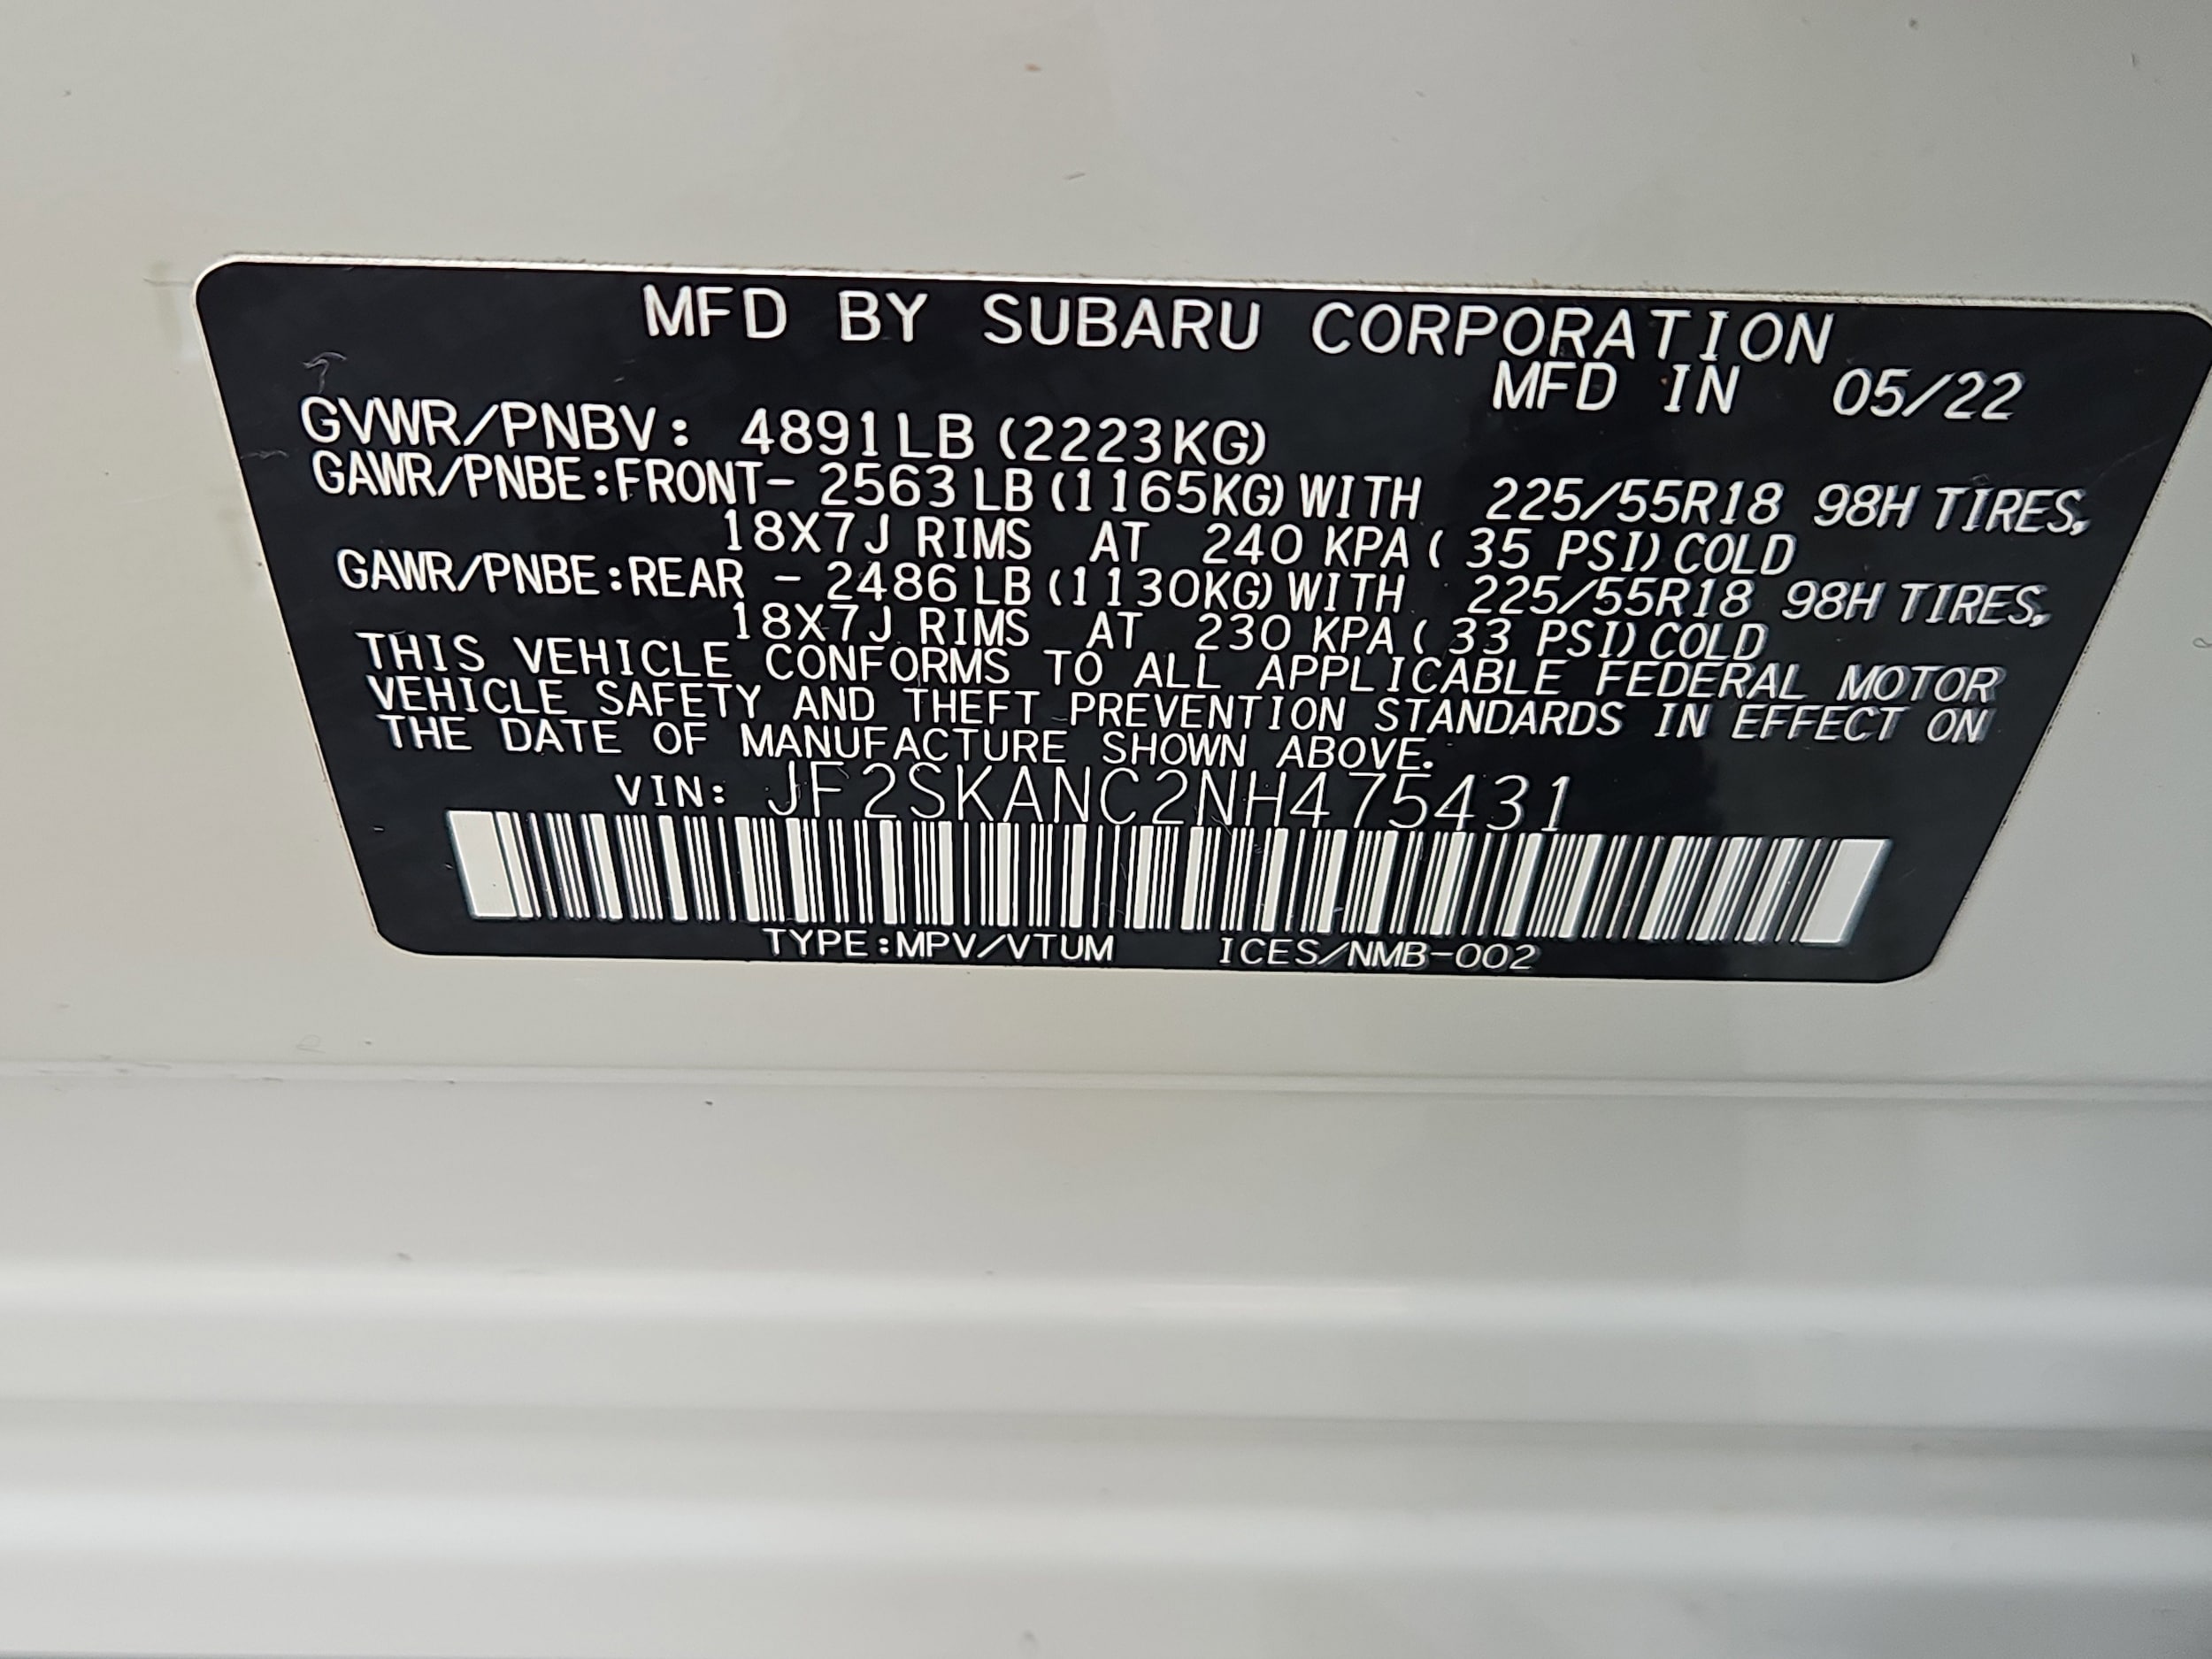 MFD BY SUBARU CORPORATION
MFD IN 05/22
GVWR/PNBV: 4891LB (2223KG)
GAWR/PNBE:FRONT- 2563 LB (1165KG) WITH 225/55R18 98H TIRES,
18X7J RIMS AT 240 KPA ( 35 PSI) COLD
GAWR/PNBE:REAR - 2486 LB (1130KG) WITH 225/55R18 98H TIRES,
18X7J RIMS AT 230 KPA ( 33 PSI) COLD
THIS VEHICLE CONFORMS TO ALL APPLICABLE FEDERAL MOTOR
VEHICLE SAFETY AND THEFT PREVENTION STANDARDS IN EFFECT ON
THE DATE OF MANUFACTURE SHOWN ABOVE.
VIN: JF2SKANC2NH475431
TYPE:MPV/VTUM ICES/NMB-002